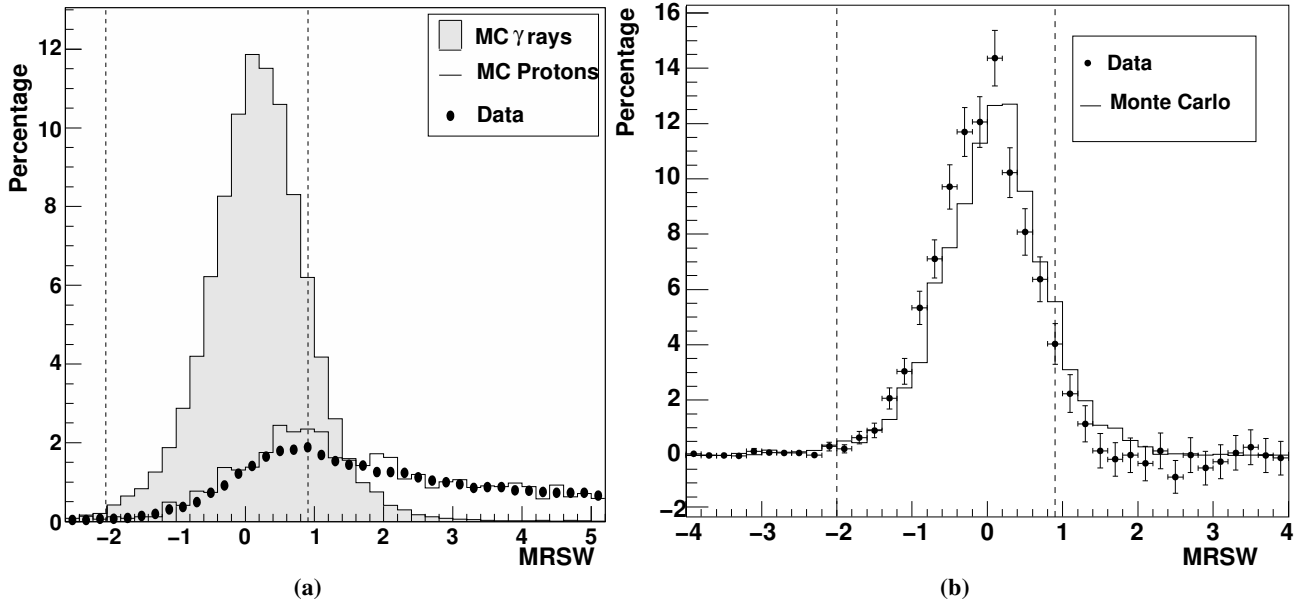 Percentage
12
10
8
6
4
2
0
−2 −1 0 1 2 3 4 5
MRSW
MC γ rays
MC Protons
Data
(a)
Percentage
16
14
12
10
8
6
4
2
0
−2
−4 −3 −2 −1 0 1 2 3 4
MRSW
Data
Monte Carlo
(b)